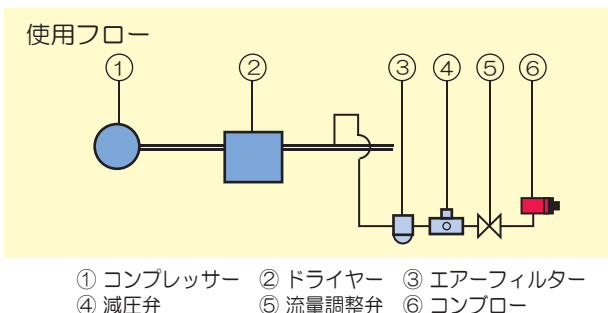 使用フロー
① ② ③ ④ ⑤ ⑥
① コンプレッサー ② ドライヤー ③ エアーフィルター
④ 減圧弁 ⑤ 流量調整弁 ⑥ コンブロー